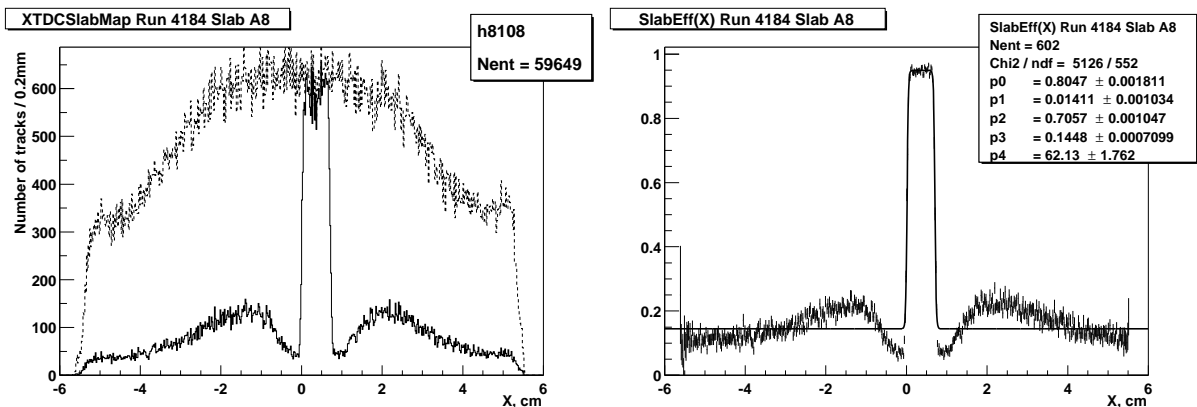 XTDCSlabMap Run 4184 Slab A8
h8108
Nent = 59649
Number of tracks / 0.2mm
600
500
400
300
200
100
0
-6 -4 -2 0 2 4 6
X, cm
SlabEff(X) Run 4184 Slab A8
SlabEff(X) Run 4184 Slab A8
Nent = 602
Chi2 / ndf = 5126 / 552
p0 = 0.8047 ± 0.001811
p1 = 0.01411 ± 0.001034
p2 = 0.7057 ± 0.001047
p3 = 0.1448 ± 0.0007099
p4 = 62.13 ± 1.762
1
0.8
0.6
0.4
0.2
0
-6 -4 -2 0 2 4 6
X, cm